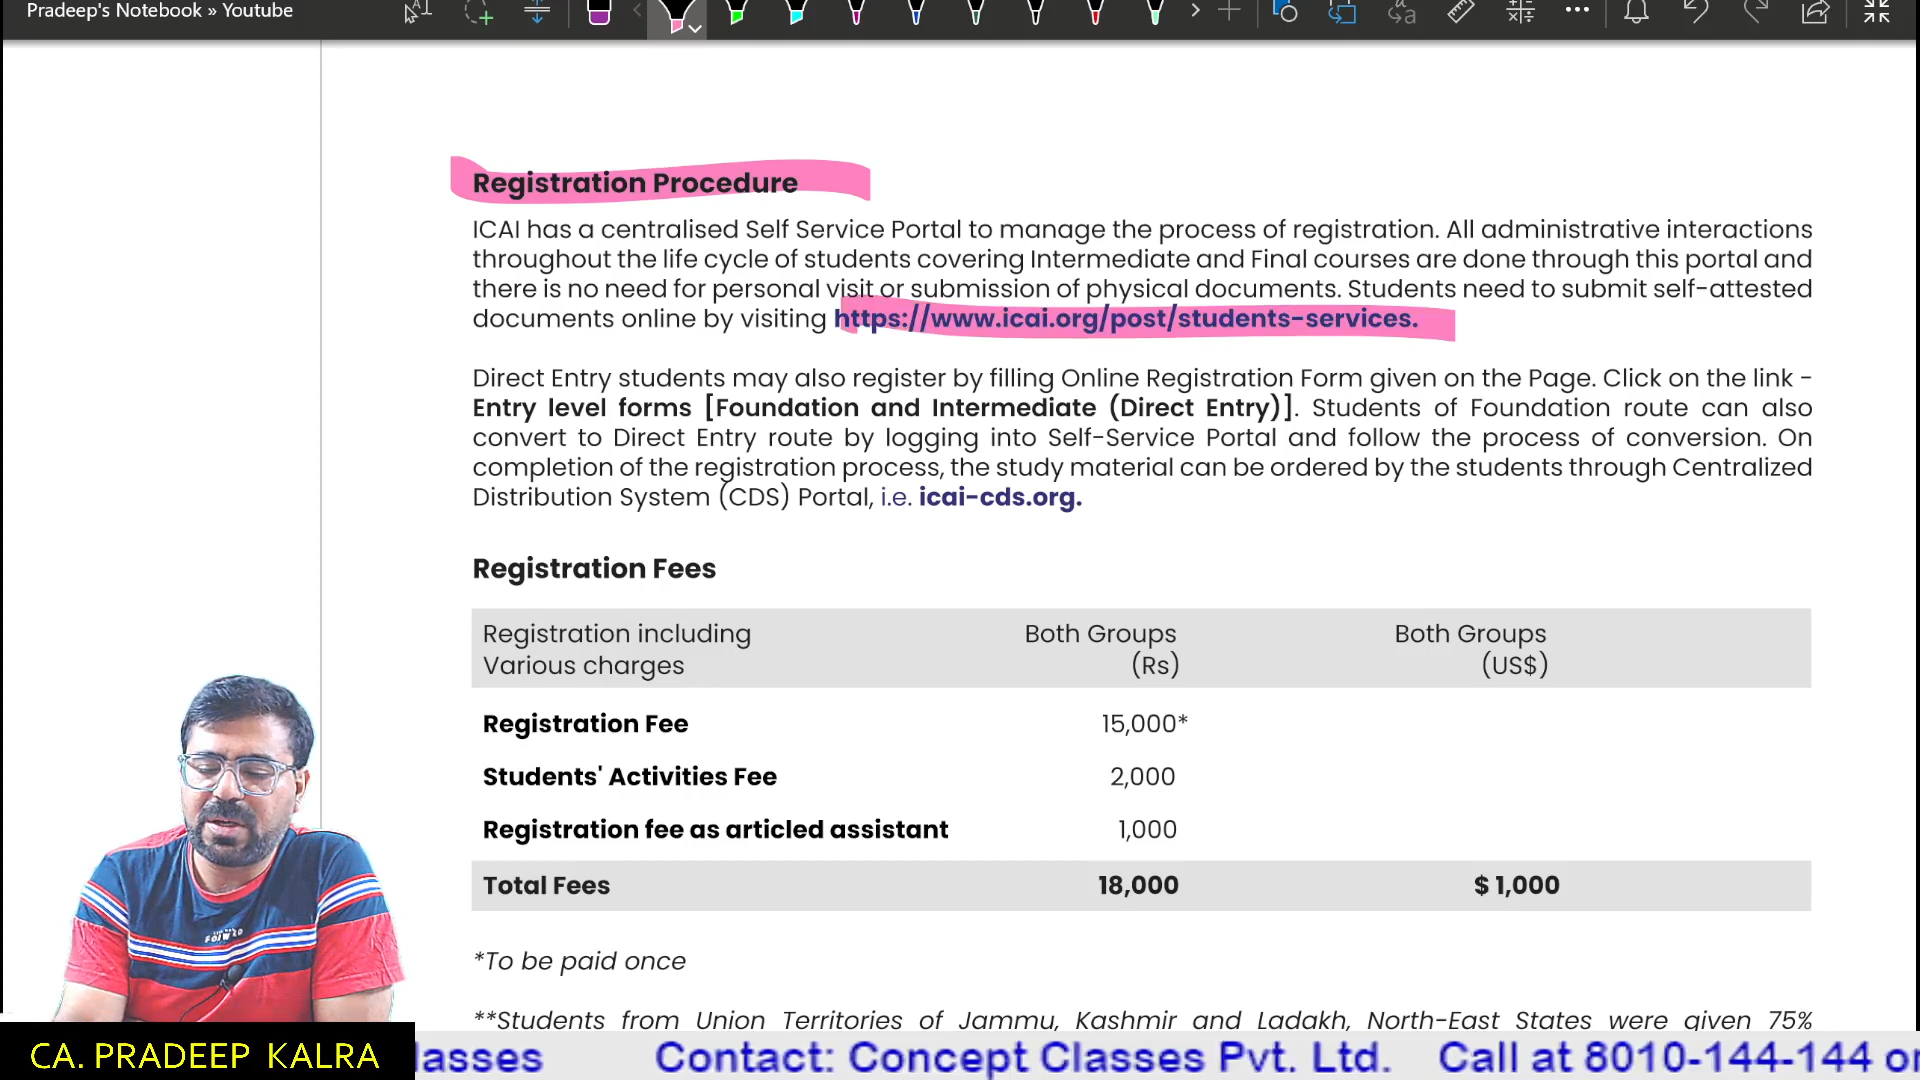 Pradeep's Notebook » Youtube
Registration Procedure
ICAI has a centralised Self Service Portal to manage the process of registration. All administrative interactions
throughout the life cycle of students covering Intermediate and Final courses are done through this portal and
there is no need for personal visit or submission of physical documents. Students need to submit self-attested
documents online by visiting https://www.icai.org/post/students-services.
Direct Entry students may also register by filling Online Registration Form given on the Page. Click on the link -
Entry level forms [Foundation and Intermediate (Direct Entry)]. Students of Foundation route can also
convert to Direct Entry route by logging into Self-Service Portal and follow the process of conversion. On
completion of the registration process, the study material can be ordered by the students through Centralized
Distribution System (CDS) Portal, i.e. icai-cds.org.
Registration Fees
Registration including Both Groups Both Groups
Various charges (Rs) (US$)
Registration Fee 15,000*
Students' Activities Fee 2,000
Registration fee as articled assistant 1,000
Total Fees 18,000 $ 1,000
*To be paid once
**Students from Union Territories of Jammu, Kashmir and Ladakh, North-East States were given 75%
CA. PRADEEP KALRA
lasses Contact: Concept Classes Pvt. Ltd. Call at 8010-144-144 or